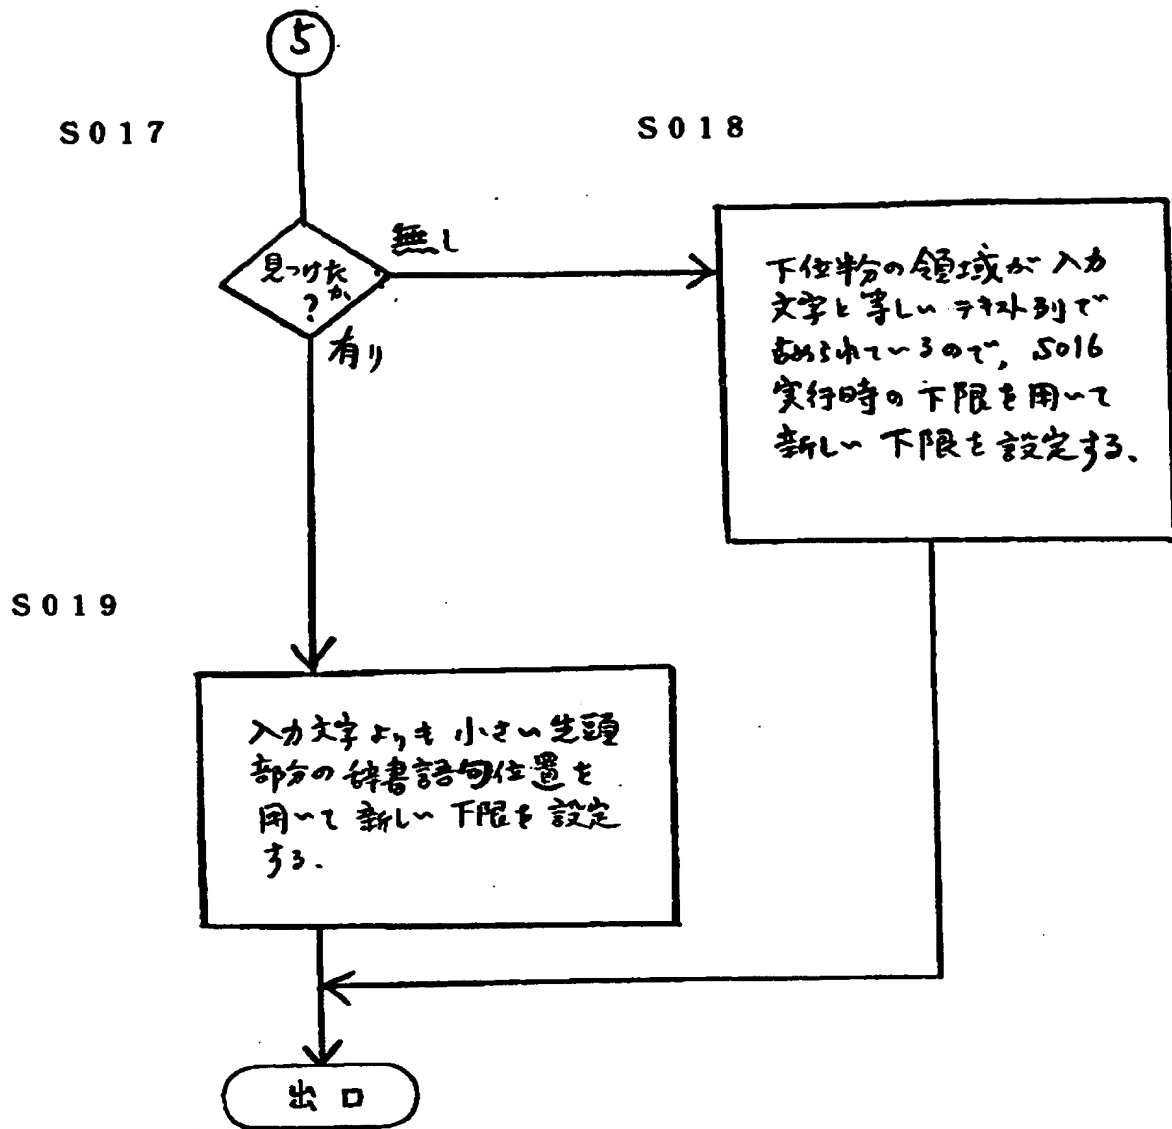 5
S017
S018
見つけた
か
?
無し
有り
下位半分の領域が入力
文字と等しいテキスト列で
占められているので、S016
実行時の下限を用いて
新しい下限を設定する.
S019
入力文字よりも小さい先頭
部分の辞書語句位置を
用いて新しい下限を設定
する.
出口